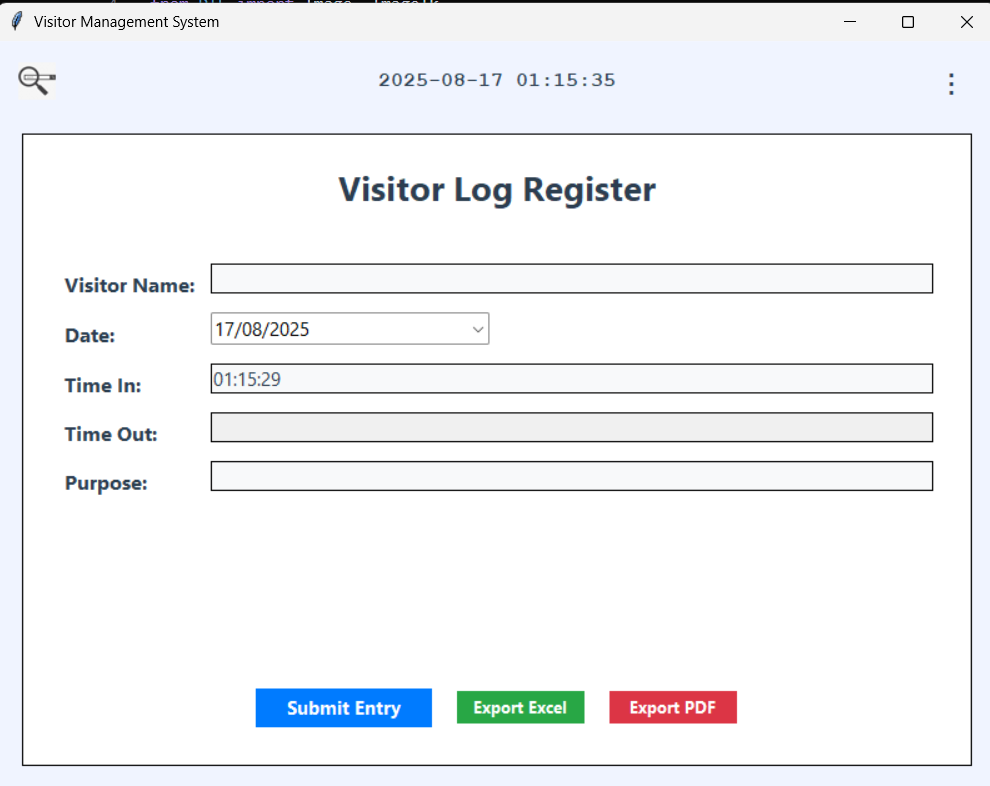 Visitor Management System
2025-08-17 01:15:35
Visitor Log Register
Visitor Name:
Date: 17/08/2025
Time In: 01:15:29
Time Out:
Purpose:
Submit Entry Export Excel Export PDF